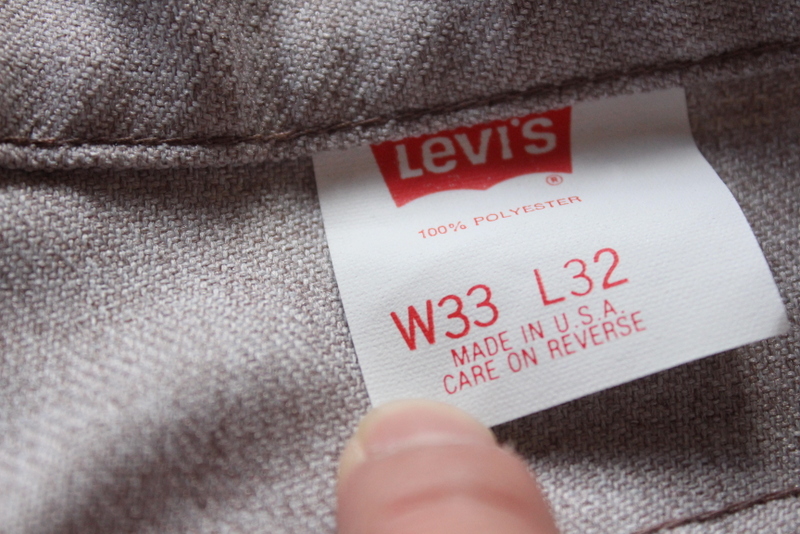 Levi's
®
100% POLYESTER
W33 L32
MADE IN U.S.A.
CARE ON REVERSE